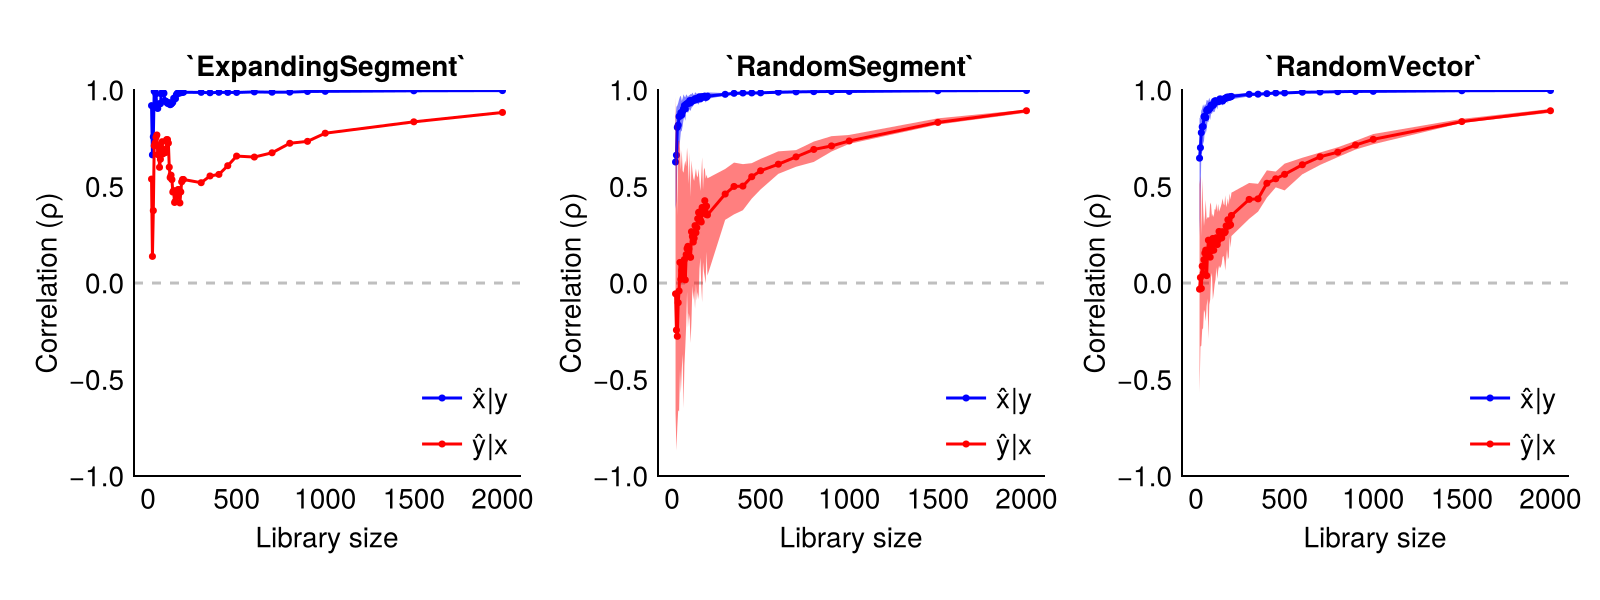 `ExpandingSegment`
1.0
0.5
0.0
−0.5
−1.0
Correlation (ρ)
x̂|y
ŷ|x
0 500 1000 1500 2000
Library size
`RandomSegment`
1.0
0.5
0.0
−0.5
−1.0
Correlation (ρ)
x̂|y
ŷ|x
0 500 1000 1500 2000
Library size
`RandomVector`
1.0
0.5
0.0
−0.5
−1.0
Correlation (ρ)
x̂|y
ŷ|x
0 500 1000 1500 2000
Library size